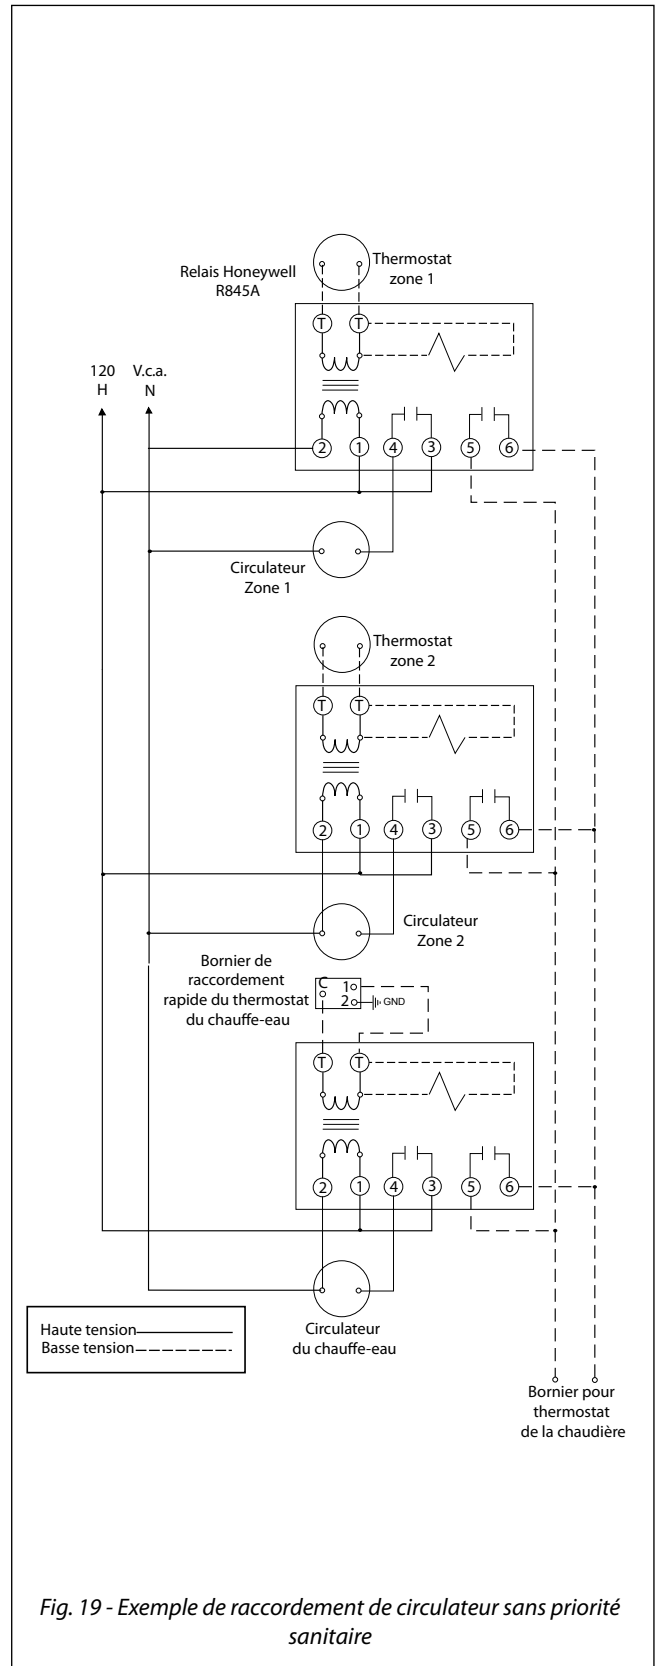 Thermostat
zone 1
Relais Honeywell
R845A
T T
120 V.c.a.
H N
2 1 4 3 5 6
Circulateur
Zone 1
Thermostat
zone 2
T T
2 1 4 3 5 6
Circulateur
Zone 2
Bornier de
raccordement
rapide du thermostat
du chauffe-eau
C 1
2 GND
T T
2 1 4 3 5 6
Circulateur
du chauffe-eau
Haute tension
Basse tension
Bornier pour
thermostat
de la chaudière
Fig. 19 - Exemple de raccordement de circulateur sans priorité
sanitaire